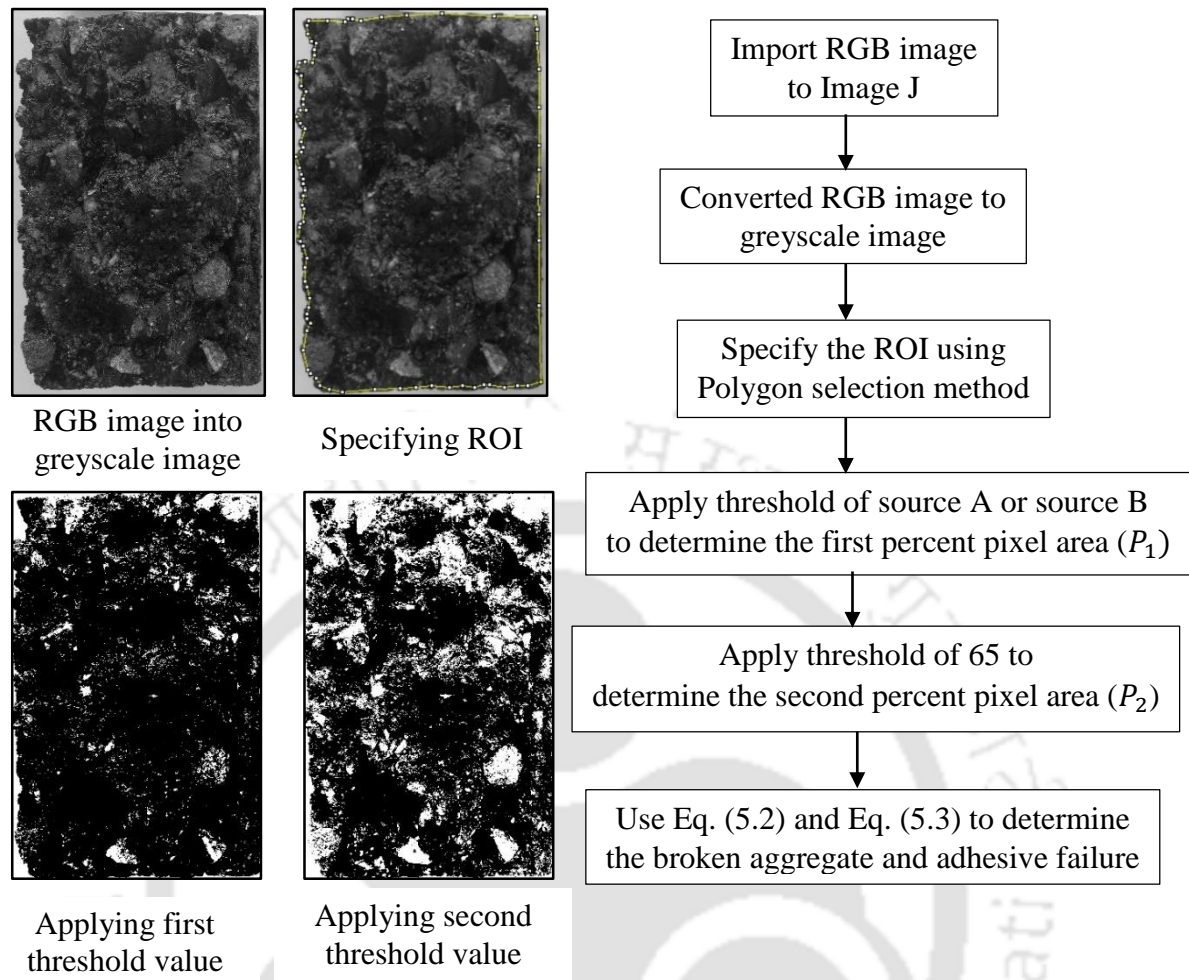 RGB image into
greyscale image
Specifying ROI
Applying first
threshold value
Applying second
threshold value
Import RGB image
to Image J
Converted RGB image to
greyscale image
Specify the ROI using
Polygon selection method
Apply threshold of source A or source B
to determine the first percent pixel area (P₁)
Apply threshold of 65 to
determine the second percent pixel area (P₂)
Use Eq. (5.2) and Eq. (5.3) to determine
the broken aggregate and adhesive failure